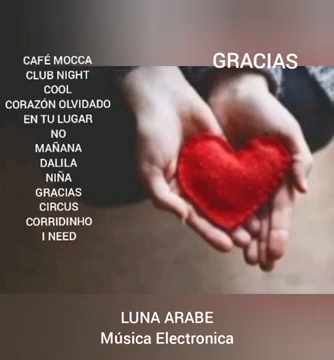 GRACIAS
CAFÉ MOCCA
CLUB NIGHT
COOL
CORAZÓN OLVIDADO
EN TU LUGAR
NO
MAÑANA
DALILA
NIÑA
GRACIAS
CIRCUS
CORRIDINHO
I NEED
LUNA ARABE
Música Electronica